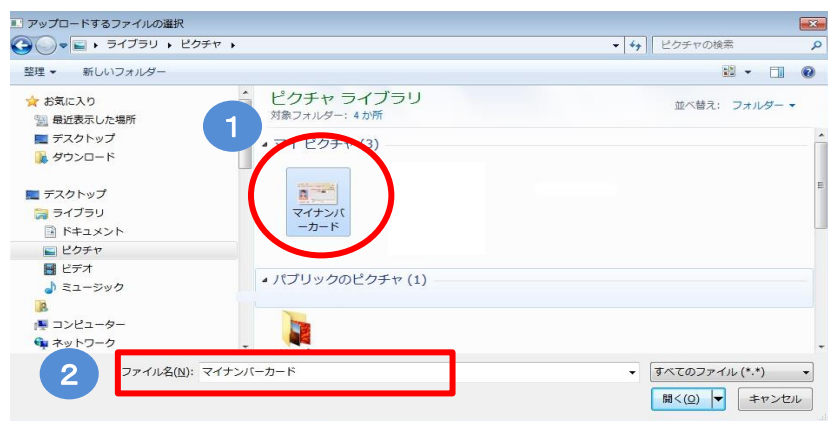 アップロードするファイルの選択
ライブラリ ▸ ピクチャ ▸
ピクチャの検索
整理 ▼ 新しいフォルダー
お気に入り
最近表示した場所
デスクトップ
ダウンロード
デスクトップ
ライブラリ
ドキュメント
ピクチャ
ビデオ
ミュージック
コンピューター
ネットワーク
1
ピクチャ ライブラリ
対象フォルダー: 4 か所
並べ替え: フォルダー ▼
マイ ピクチャ (3)
マイナンバ
ーカード
パブリックのピクチャ (1)
2
ファイル名(N): マイナンバーカード
すべてのファイル (*.*)
開く(O)
キャンセル